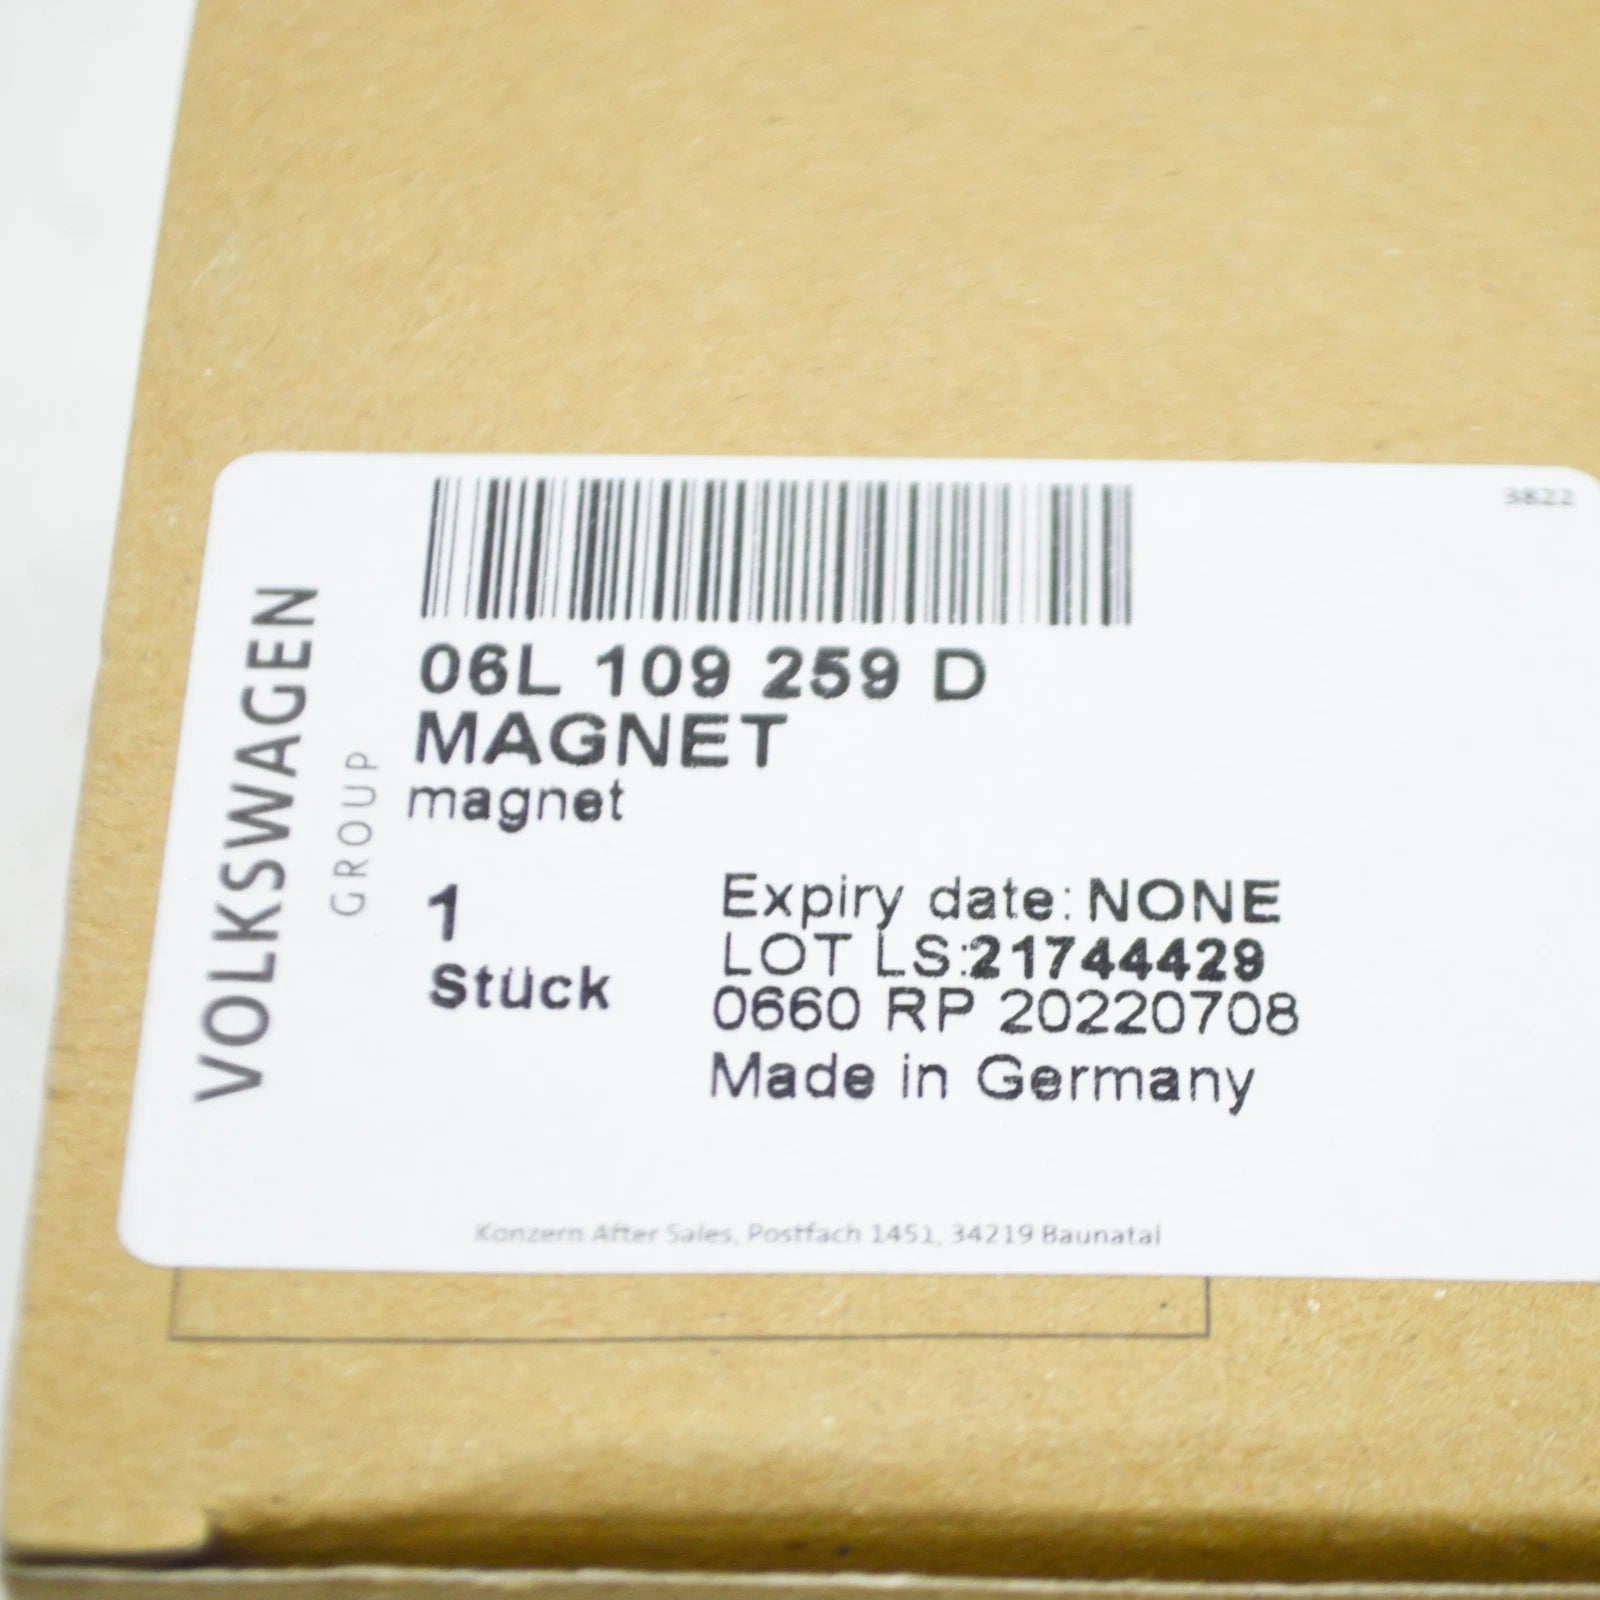 3822
06L 109 259 D
MAGNET
magnet
VOLKSWAGEN
GROUP
1
Stück
Expiry date: NONE
LOT LS:21744429
0660 RP 20220708
Made in Germany
Konzern After Sales, Postfach 1451, 34219 Baunatal